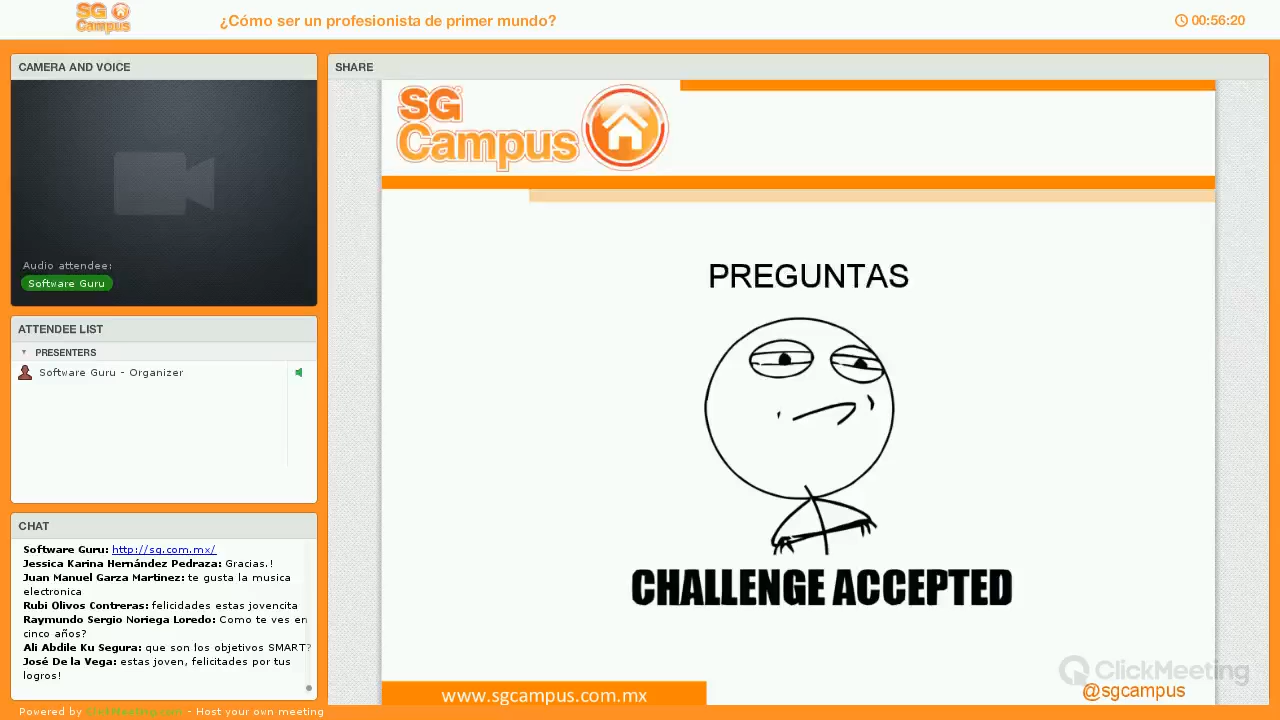 SG Campus
¿Cómo ser un profesionista de primer mundo?
00:56:20
CAMERA AND VOICE
Audio attendee:
Software Guru
ATTENDEE LIST
PRESENTERS
Software Guru - Organizer
CHAT
Software Guru: http://sg.com.mx/
Jessica Karina Hernández Pedraza: Gracias.!
Juan Manuel Garza Martinez: te gusta la musica
electronica
Rubi Olivos Contreras: felicidades estas jovencita
Raymundo Sergio Noriega Loredo: Como te ves en
cinco años?
Ali Abdile Ku Segura: que son los objetivos SMART?
José De la Vega: estas joven, felicidades por tus
logros!
Powered by ClickMeeting.com - Host your own meeting
SHARE
SG
Campus
PREGUNTAS
CHALLENGE ACCEPTED
www.sgcampus.com.mx
ClickMeeting
@sgcampus